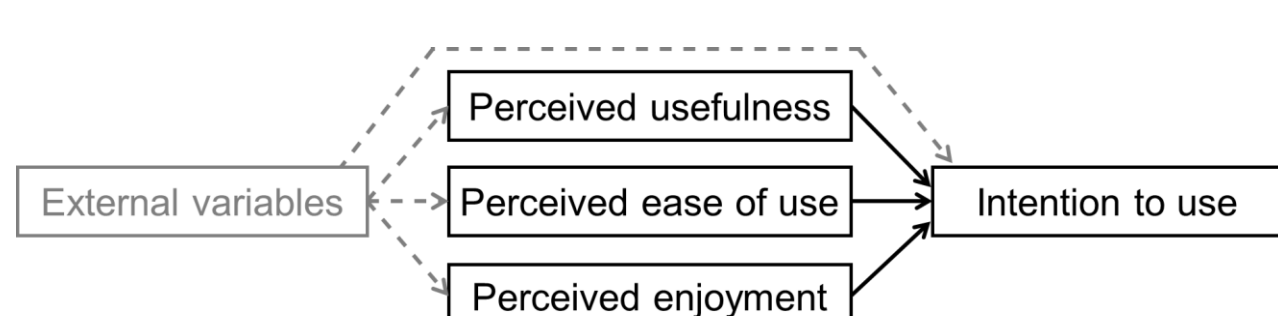 Perceived usefulness
External variables
Perceived ease of use
Intention to use
Perceived enjoyment